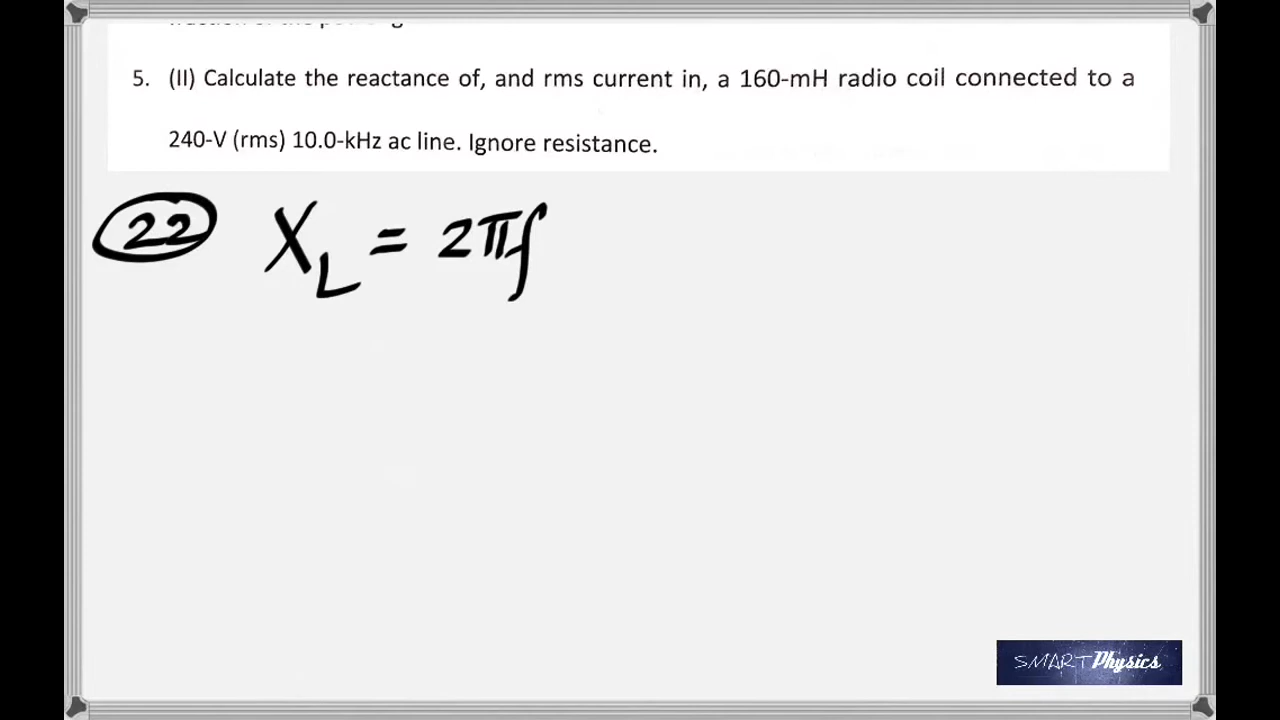 5. (II) Calculate the reactance of, and rms current in, a 160-mH radio coil connected to a
240-V (rms) 10.0-kHz ac line. Ignore resistance.
22 X_L = 2πf
SMART Physics